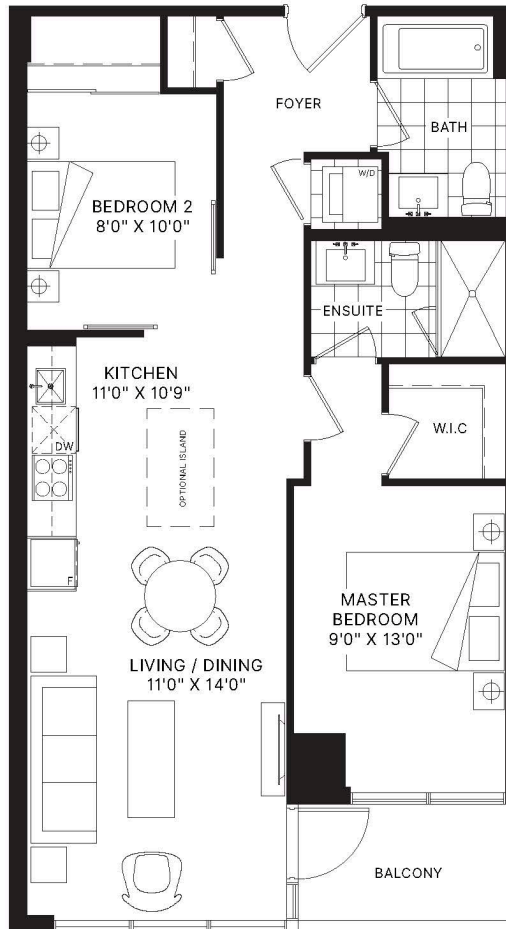 FOYER
BATH
W/D
BEDROOM 2
8'0" X 10'0"
ENSUITE
KITCHEN
11'0" X 10'9"
W.I.C
OPTIONAL ISLAND
DW
F
MASTER
BEDROOM
9'0" X 13'0"
LIVING / DINING
11'0" X 14'0"
BALCONY